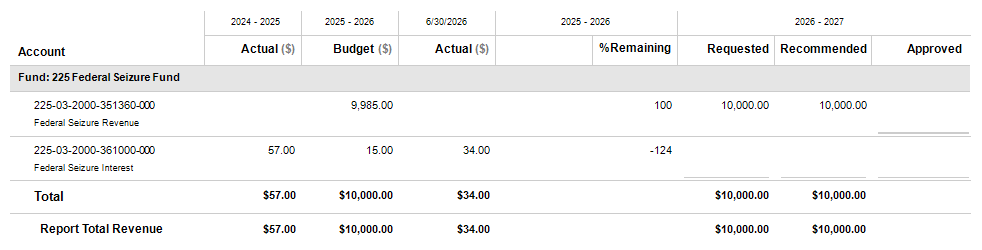 2024 - 2025 2025 - 2026 6/30/2026 2025 - 2026 2026 - 2027
Account Actual ($) Budget ($) Actual ($) %Remaining Requested Recommended Approved
Fund: 225 Federal Seizure Fund
225-03-2000-351360-000 9,985.00 100 10,000.00 10,000.00
Federal Seizure Revenue
225-03-2000-361000-000 57.00 15.00 34.00 -124
Federal Seizure Interest
Total $57.00 $10,000.00 $34.00 $10,000.00 $10,000.00
Report Total Revenue $57.00 $10,000.00 $34.00 $10,000.00 $10,000.00